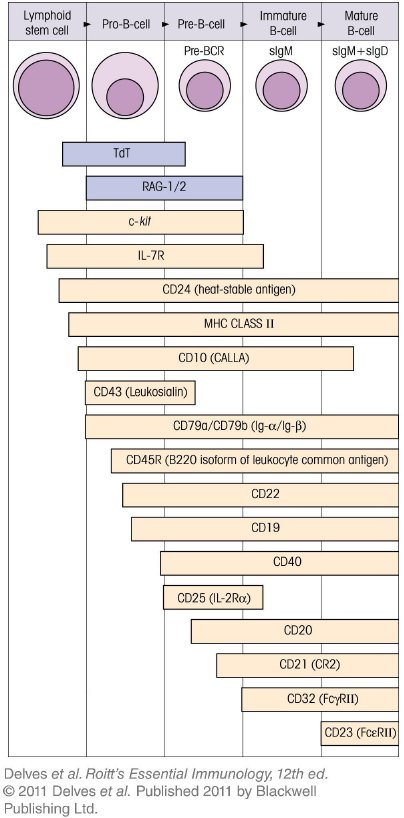 Lymphoid
stem cell
Pro-B-cell
Pre-B-cell
Immature
B-cell
Mature
B-cell
Pre-BCR
sIgM
sIgM+sIgD
TdT
RAG-1/2
c-kit
IL-7R
CD24 (heat-stable antigen)
MHC CLASS II
CD10 (CALLA)
CD43 (Leukosialin)
CD79a/CD79b (Ig-α/Ig-β)
CD45R (B220 isoform of leukocyte common antigen)
CD22
CD19
CD40
CD25 (IL-2Rα)
CD20
CD21 (CR2)
CD32 (FcγRII)
CD23 (FcεRII)
Delves et al. Roitt's Essential Immunology, 12th ed.
© 2011 Delves et al. Published 2011 by Blackwell
Publishing Ltd.